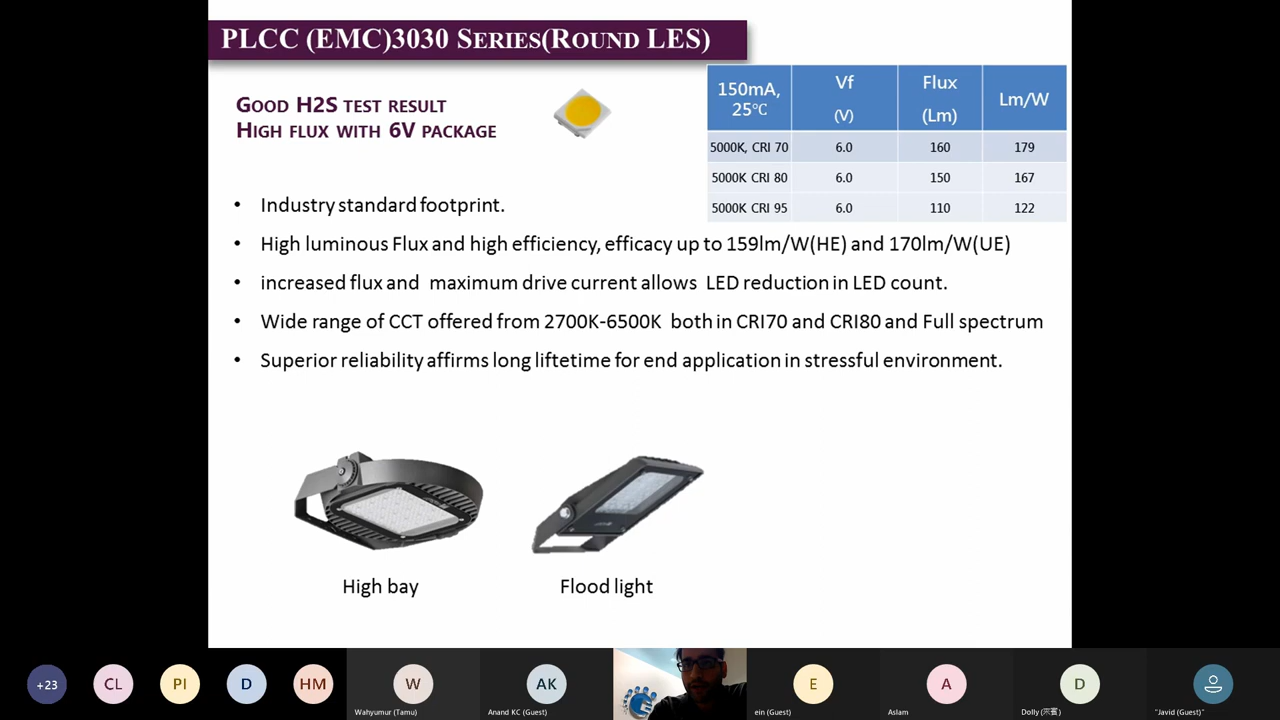 PLCC (EMC)3030 SERIES(ROUND LES)
GOOD H2S TEST RESULT
HIGH FLUX WITH 6V PACKAGE
150mA, 25℃ Vf (V) Flux (Lm) Lm/W
5000K, CRI 70 6.0 160 179
5000K CRI 80 6.0 150 167
5000K CRI 95 6.0 110 122
• Industry standard footprint.
• High luminous Flux and high efficiency, efficacy up to 159lm/W(HE) and 170lm/W(UE)
• increased flux and maximum drive current allows LED reduction in LED count.
• Wide range of CCT offered from 2700K-6500K both in CRI70 and CRI80 and Full spectrum
• Superior reliability affirms long liftetime for end application in stressful environment.
High bay Flood light
+23 CL PI D HM W AK E A D
Wahyumur (Tamu) Anand KC (Guest) ein (Guest) Aslam Dolly (宗賓) "Javid (Guest)"